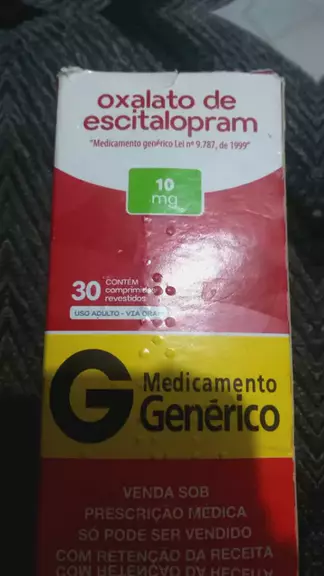 oxalato de
escitalopram
"Medicamento genérico Lei nº 9.787, de 1999"
10
mg
30 CONTÉM
comprimidos
revestidos
USO ADULTO - VIA ORAL
G Medicamento
Genérico
VENDA SOB
PRESCRIÇÃO MÉDICA
SÓ PODE SER VENDIDO
COM RETENÇÃO DA RECEITA